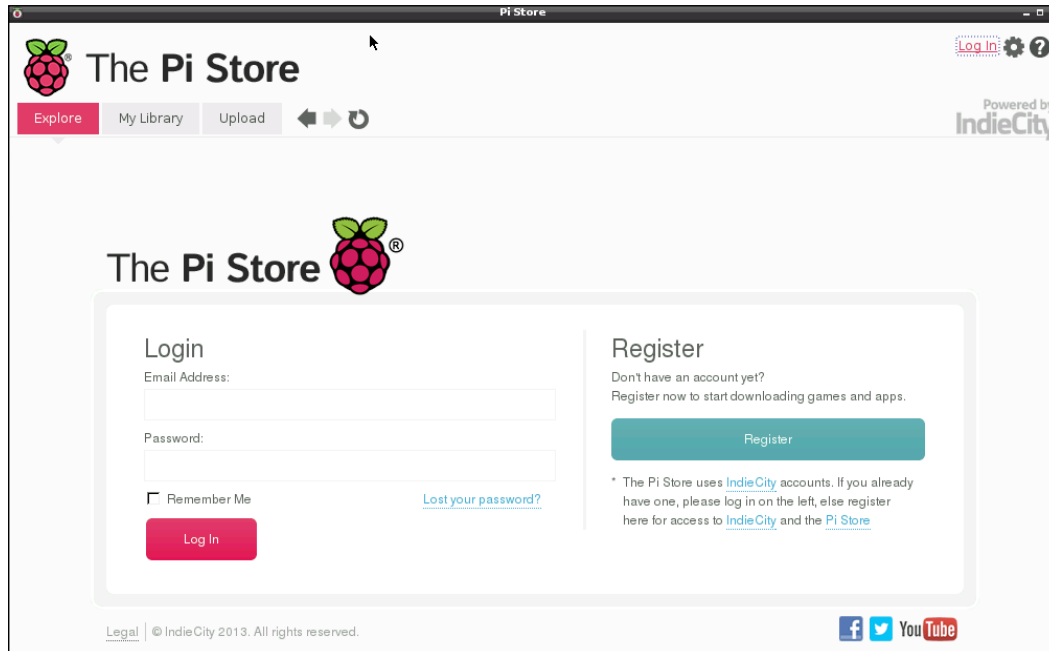 Pi Store
The Pi Store
Log In
Explore My Library Upload
Powered by
IndieCity
The Pi Store ®
Login
Email Address:
Password:
Remember Me
Lost your password?
Log In
Register
Don't have an account yet?
Register now to start downloading games and apps.
Register
* The Pi Store uses IndieCity accounts. If you already
have one, please log in on the left, else register
here for access to IndieCity and the Pi Store
Legal © IndieCity 2013. All rights reserved.
f You Tube